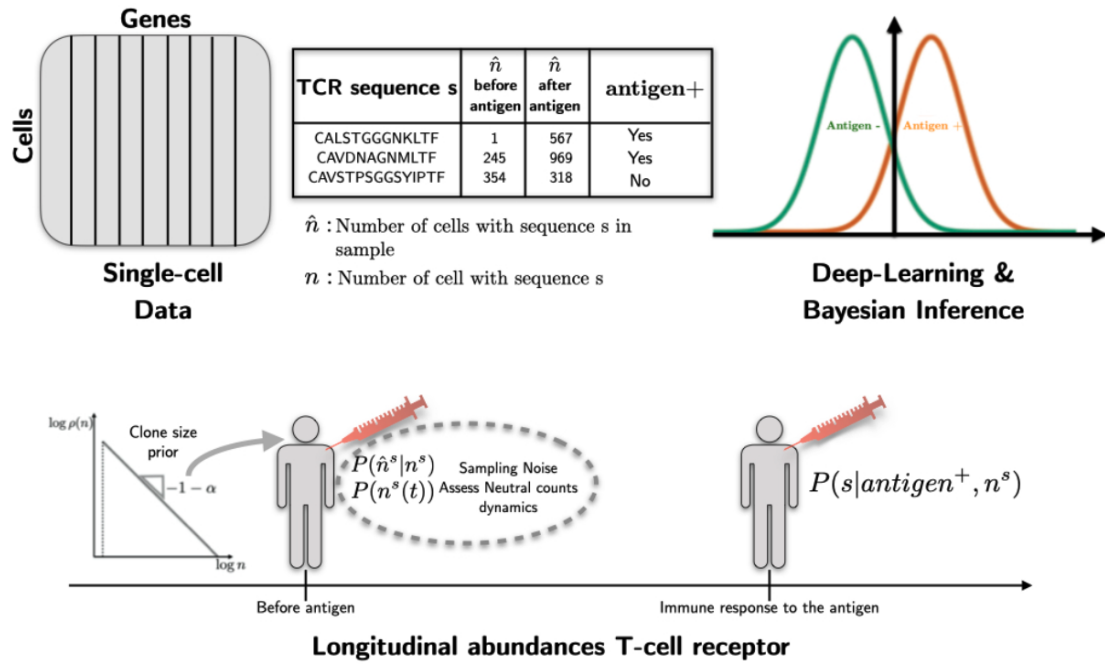 Genes
Cells
Single-cell
Data
TCR sequence s
n̂
before
antigen
n̂
after
antigen
antigen+
CALSTGGGNKLTF 1 567 Yes
CAVDNAGNMLTF 245 969 Yes
CAVSTPSGGSYIPTF 354 318 No
n̂ : Number of cells with sequence s in
sample
n : Number of cell with sequence s
Antigen - Antigen +
Deep-Learning &
Bayesian Inference
log ρ(n)
Clone size
prior
−1 − α
log n
P(n̂ˢ|nˢ) Sampling Noise
P(nˢ(t)) Assess Neutral counts
dynamics
P(s|antigen⁺, nˢ)
Before antigen
Immune response to the antigen
Longitudinal abundances T-cell receptor